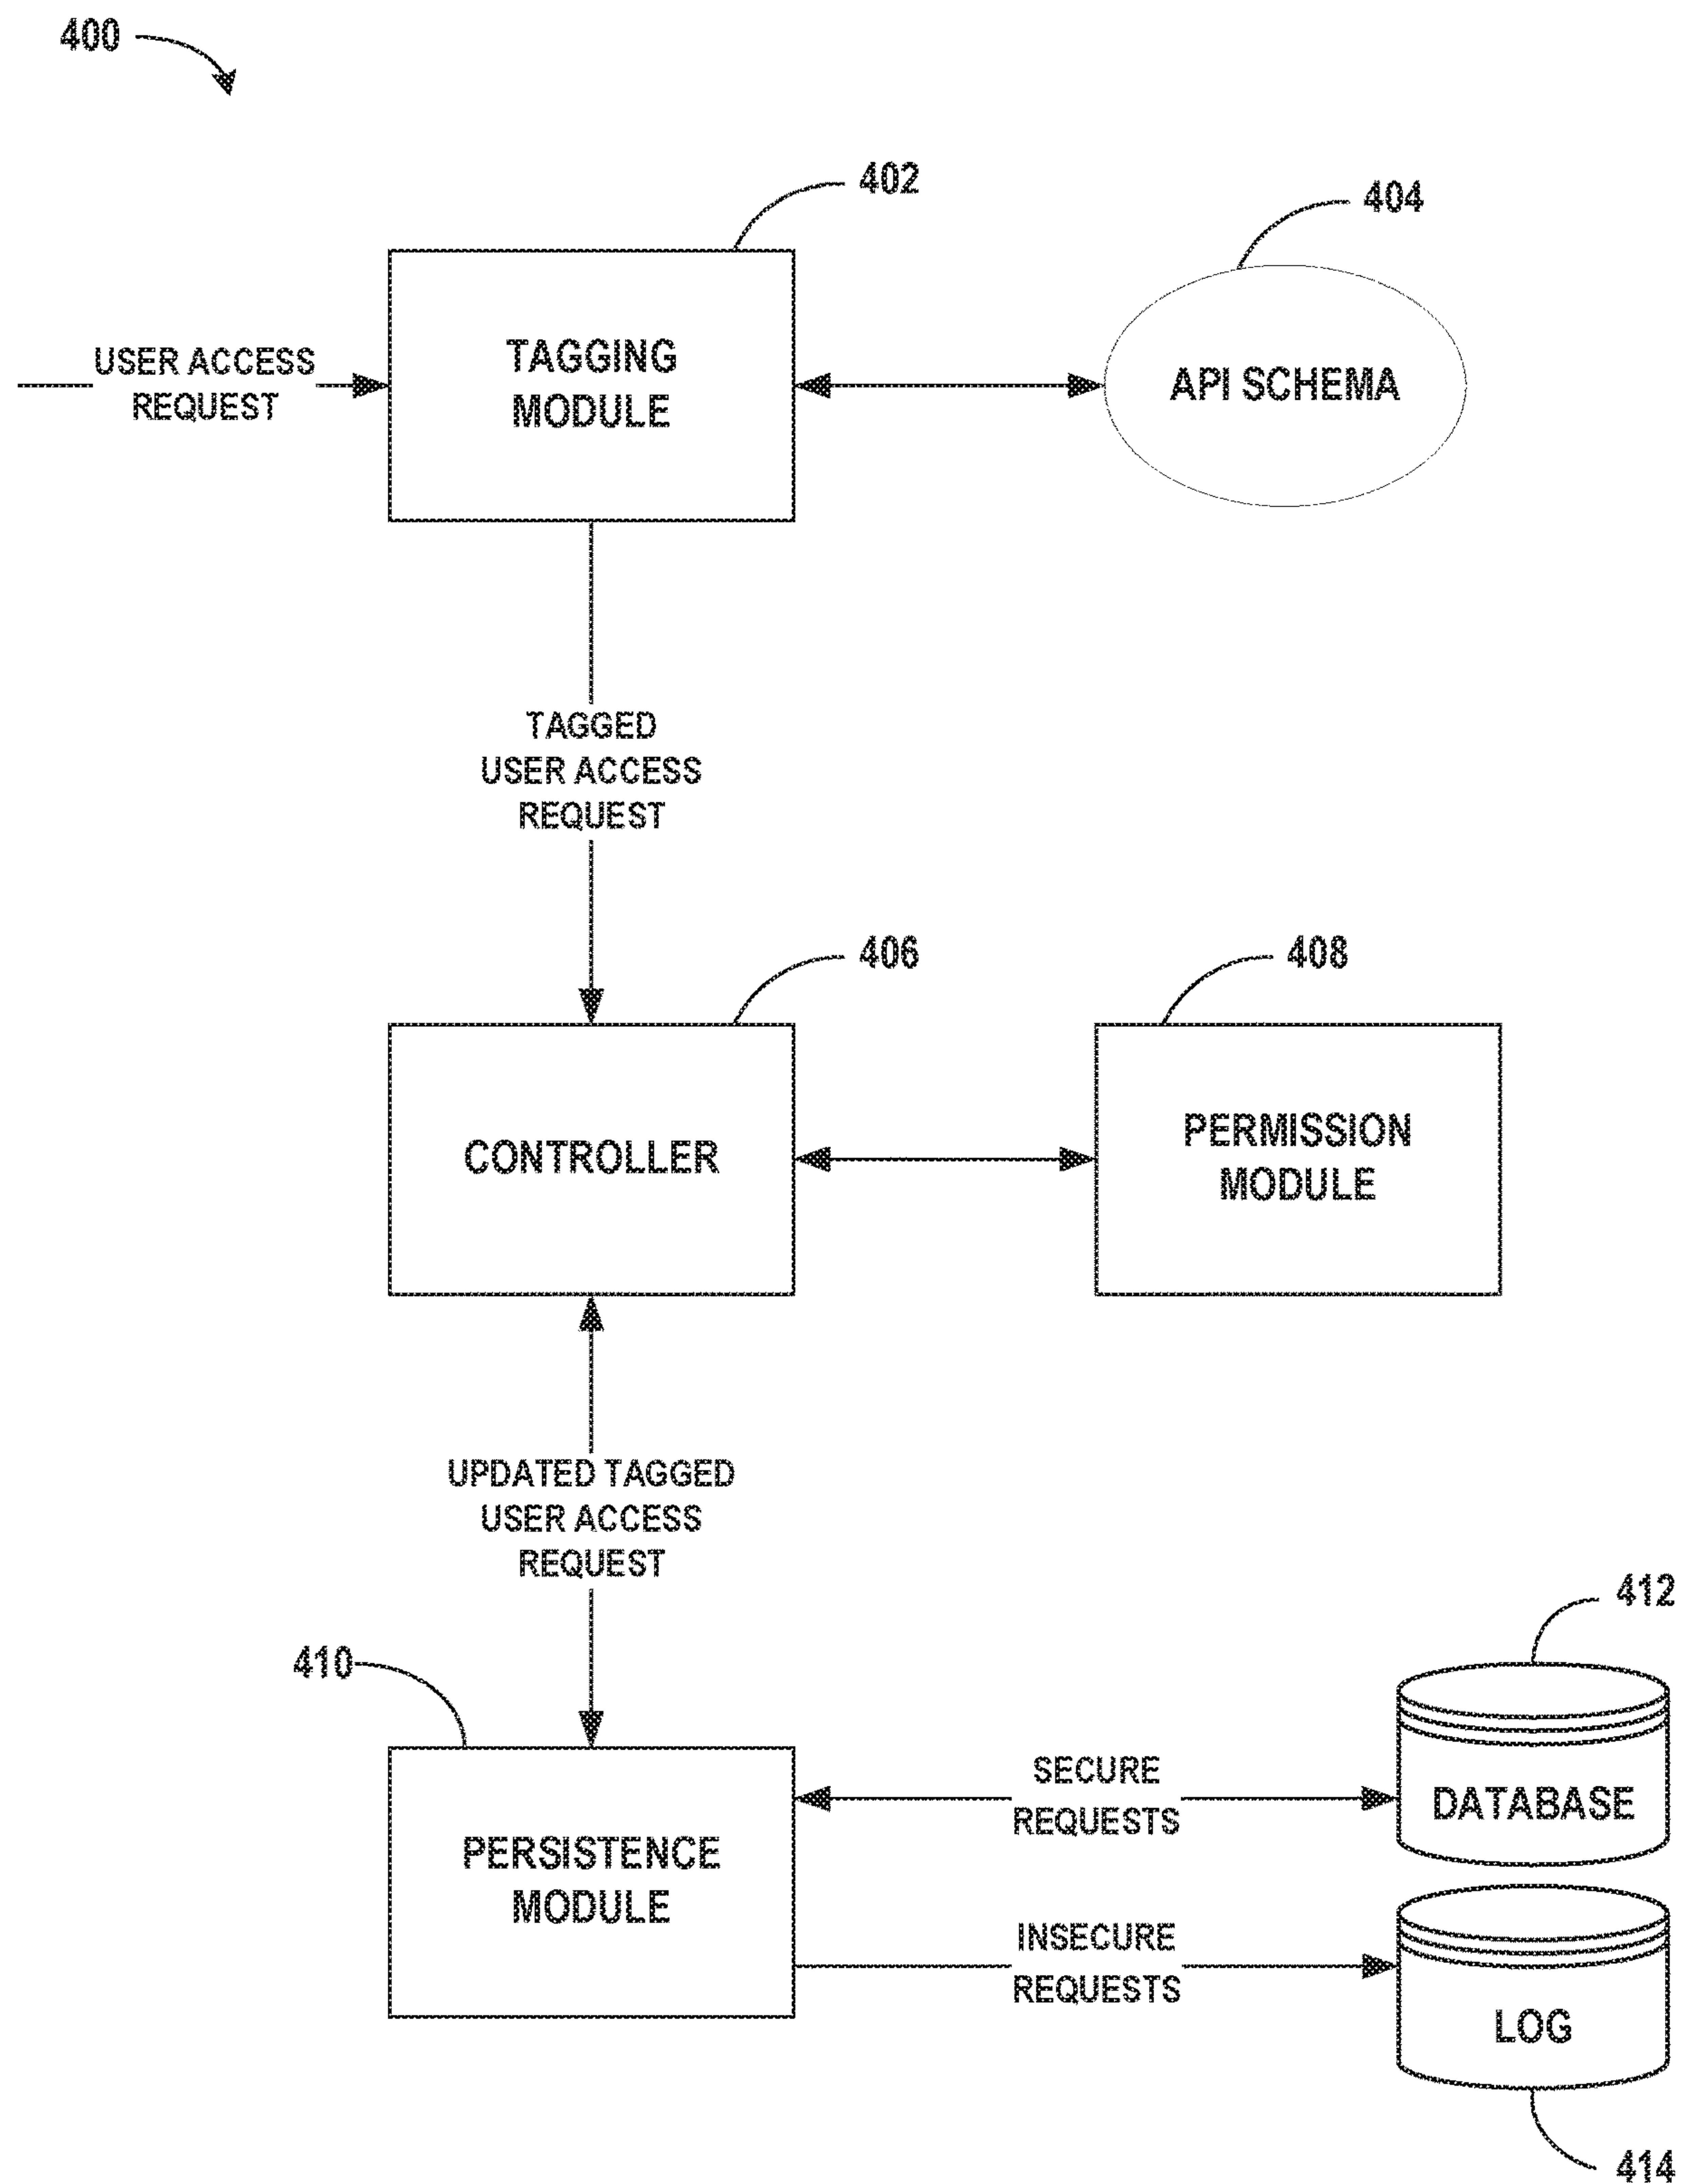 400
402
404
USER ACCESS
REQUEST
TAGGING
MODULE
API SCHEMA
TAGGED
USER ACCESS
REQUEST
406
408
CONTROLLER
PERMISSION
MODULE
UPDATED TAGGED
USER ACCESS
REQUEST
410
412
SECURE
REQUESTS
DATABASE
PERSISTENCE
MODULE
INSECURE
REQUESTS
LOG
414